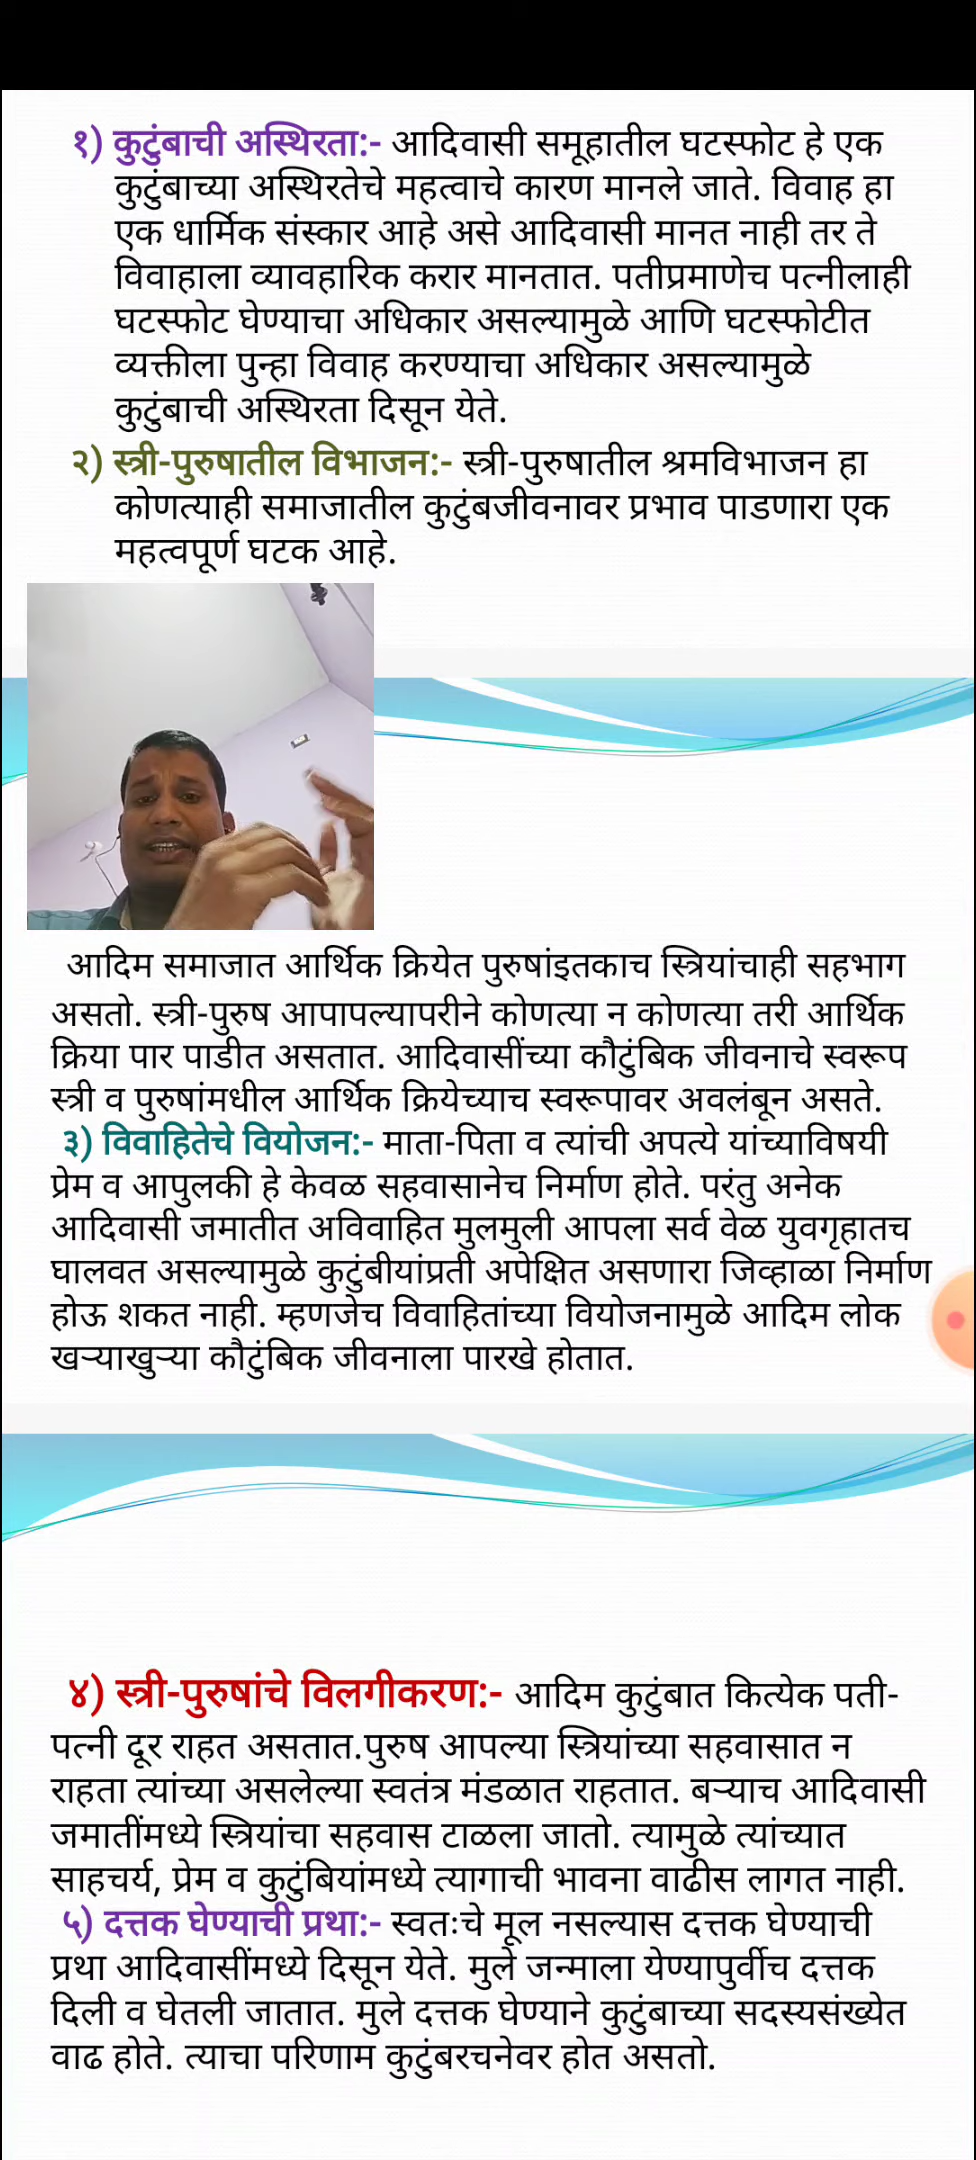 १) कुटुंबाची अस्थिरता:- आदिवासी समूहातील घटस्फोट हे एक
कुटुंबाच्या अस्थिरतेचे महत्वाचे कारण मानले जाते. विवाह हा
एक धार्मिक संस्कार आहे असे आदिवासी मानत नाही तर ते
विवाहाला व्यावहारिक करार मानतात. पतीप्रमाणेच पत्नीलाही
घटस्फोट घेण्याचा अधिकार असल्यामुळे आणि घटस्फोटीत
व्यक्तीला पुन्हा विवाह करण्याचा अधिकार असल्यामुळे
कुटुंबाची अस्थिरता दिसून येते.
२) स्त्री-पुरुषातील विभाजन:- स्त्री-पुरुषातील श्रमविभाजन हा
कोणत्याही समाजातील कुटुंबजीवनावर प्रभाव पाडणारा एक
महत्वपूर्ण घटक आहे.
आदिम समाजात आर्थिक क्रियेत पुरुषांइतकाच स्त्रियांचाही सहभाग
असतो. स्त्री-पुरुष आपापल्यापरीने कोणत्या न कोणत्या तरी आर्थिक
क्रिया पार पाडीत असतात. आदिवासींच्या कौटुंबिक जीवनाचे स्वरूप
स्त्री व पुरुषांमधील आर्थिक क्रियेच्याच स्वरूपावर अवलंबून असते.
३) विवाहितेचे वियोजन:- माता-पिता व त्यांची अपत्ये यांच्याविषयी
प्रेम व आपुलकी हे केवळ सहवासानेच निर्माण होते. परंतु अनेक
आदिवासी जमातीत अविवाहित मुलमुली आपला सर्व वेळ युवगृहातच
घालवत असल्यामुळे कुटुंबीयांप्रती अपेक्षित असणारा जिव्हाळा निर्माण
होऊ शकत नाही. म्हणजेच विवाहितांच्या वियोजनामुळे आदिम लोक
खऱ्याखुऱ्या कौटुंबिक जीवनाला पारखे होतात.
४) स्त्री-पुरुषांचे विलगीकरण:- आदिम कुटुंबात कित्येक पती-
पत्नी दूर राहत असतात.पुरुष आपल्या स्त्रियांच्या सहवासात न
राहता त्यांच्या असलेल्या स्वतंत्र मंडळात राहतात. बऱ्याच आदिवासी
जमातींमध्ये स्त्रियांचा सहवास टाळला जातो. त्यामुळे त्यांच्यात
साहचर्य, प्रेम व कुटुंबियांमध्ये त्यागाची भावना वाढीस लागत नाही.
५) दत्तक घेण्याची प्रथा:- स्वतःचे मूल नसल्यास दत्तक घेण्याची
प्रथा आदिवासींमध्ये दिसून येते. मुले जन्माला येण्यापुर्वीच दत्तक
दिली व घेतली जातात. मुले दत्तक घेण्याने कुटुंबाच्या सदस्यसंख्येत
वाढ होते. त्याचा परिणाम कुटुंबरचनेवर होत असतो.